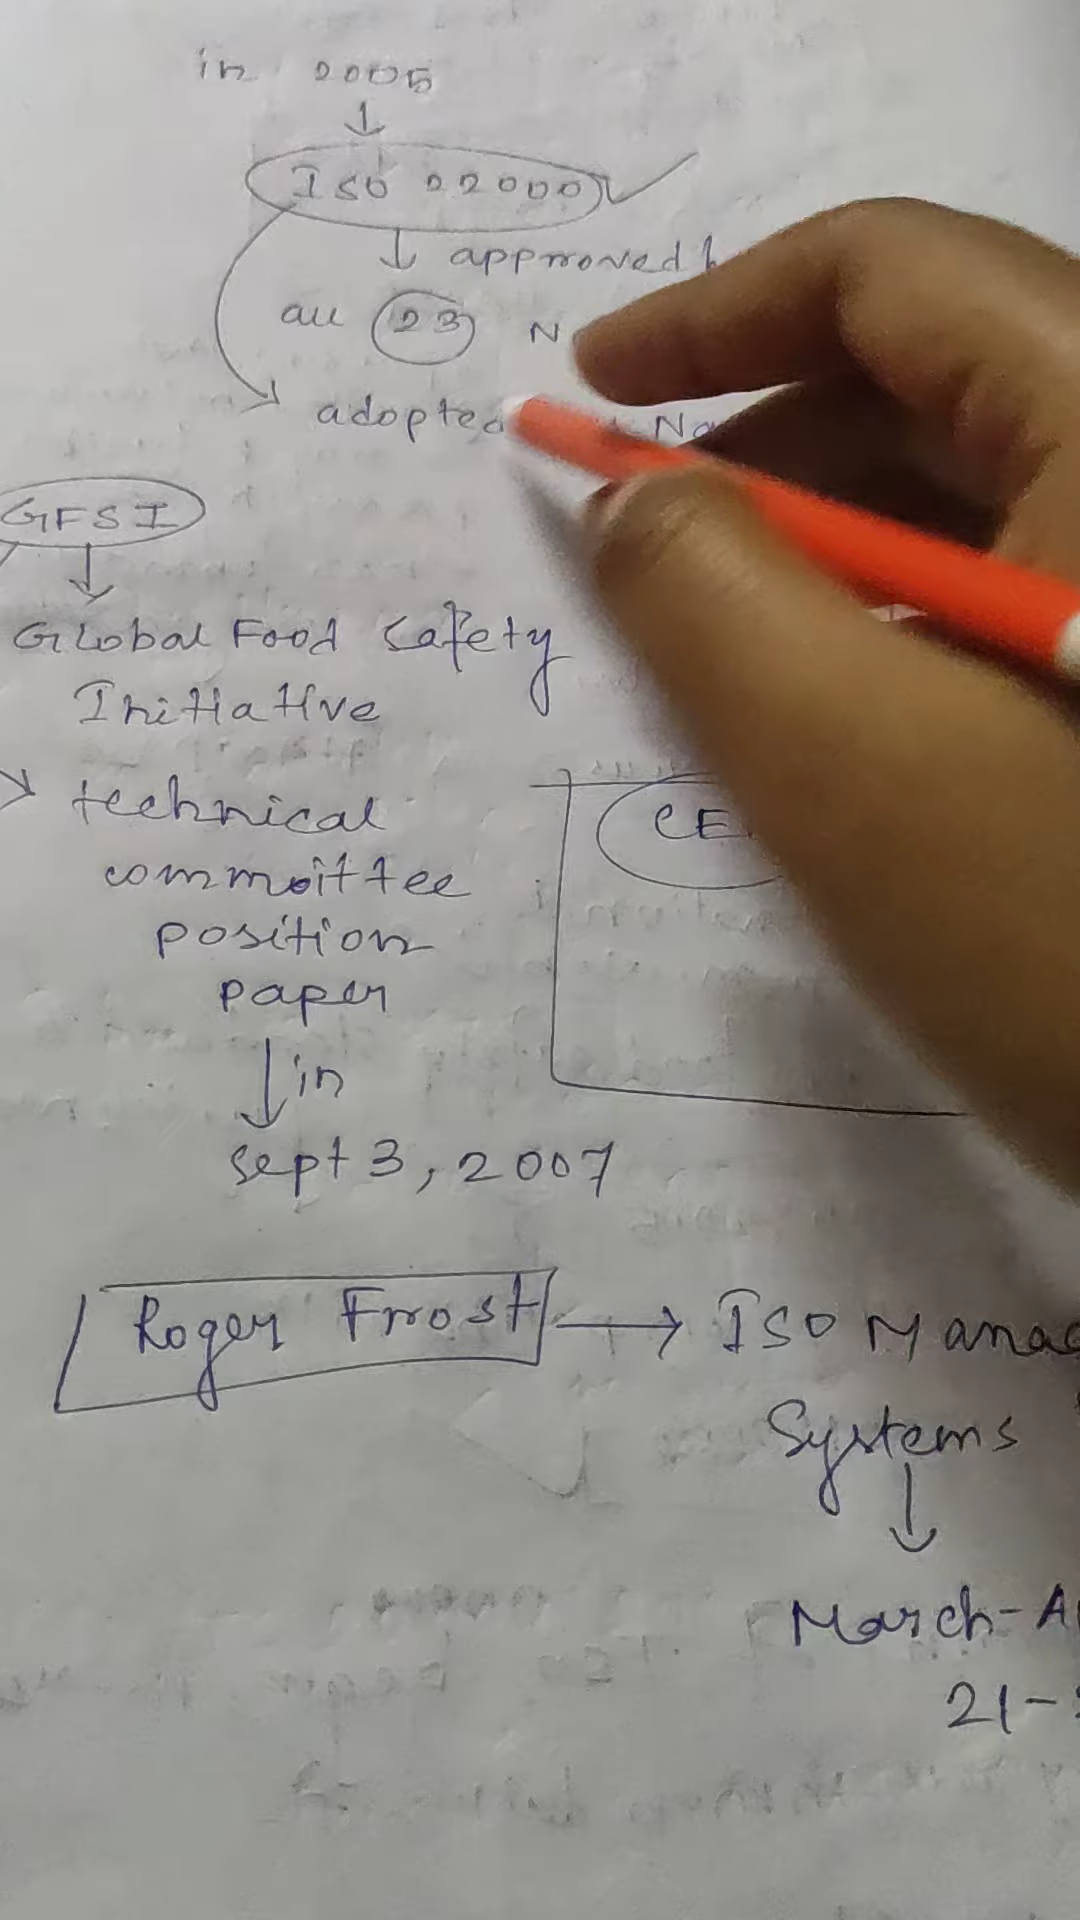 in 2005
ISO 22000
approved
all 23 N
adopted
GFSI
Global Food Safety
Initiative
technical
committee
position
paper
in
Sept 3, 2007
Roger Frost
ISO Manag
Systems
March-A
21-